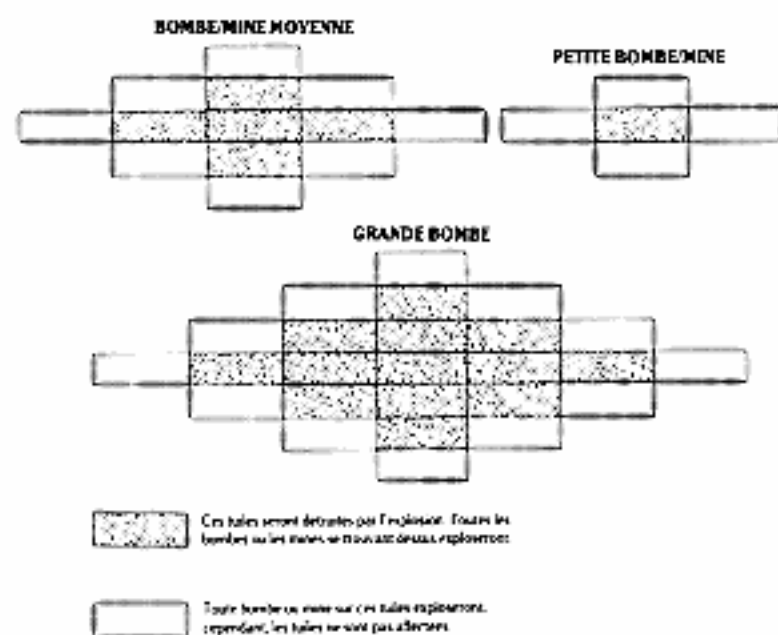 BOMBE/MINE MOYENNE
PETITE BOMBE/MINE
GRANDE BOMBE
Ces tuiles seront détruites par l'explosion. Toutes les
bombes ou les mines se trouvant dessus exploseront.
Toute bombe ou mine sur ces tuiles exploseront,
cependant, les tuiles ne sont pas affectées.